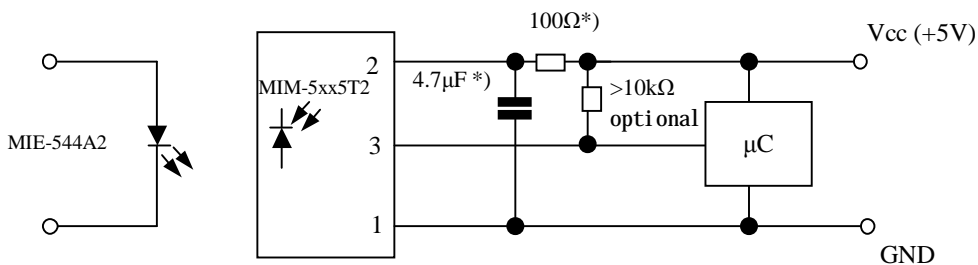 100Ω*)
Vcc (+5V)
2
MIM-5xx5T2
4.7μF *)
>10kΩ
optional
MIE-544A2
3
μC
1
GND